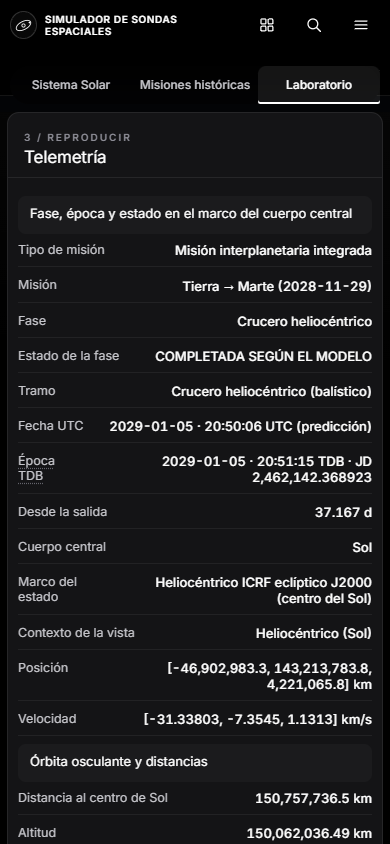 SIMULADOR DE SONDAS
ESPACIALES
Sistema Solar Misiones históricas Laboratorio
3 / REPRODUCIR
Telemetría
Fase, época y estado en el marco del cuerpo central
Tipo de misión Misión interplanetaria integrada
Misión Tierra → Marte (2028-11-29)
Fase Crucero heliocéntrico
Estado de la fase COMPLETADA SEGÚN EL MODELO
Tramo Crucero heliocéntrico (balístico)
Fecha UTC 2029-01-05 · 20:50:06 UTC (predicción)
Época 2029-01-05 · 20:51:15 TDB · JD
TDB 2,462,142.368923
Desde la salida 37.167 d
Cuerpo central Sol
Marco del Heliocéntrico ICRF eclíptico J2000
estado (centro del Sol)
Contexto de la vista Heliocéntrico (Sol)
Posición [-46,902,983.3, 143,213,783.8,
4,221,065.8] km
Velocidad [-31.33803, -7.3545, 1.1313] km/s
Órbita osculante y distancias
Distancia al centro de Sol 150,757,736.5 km
Altitud 150,062,036.49 km